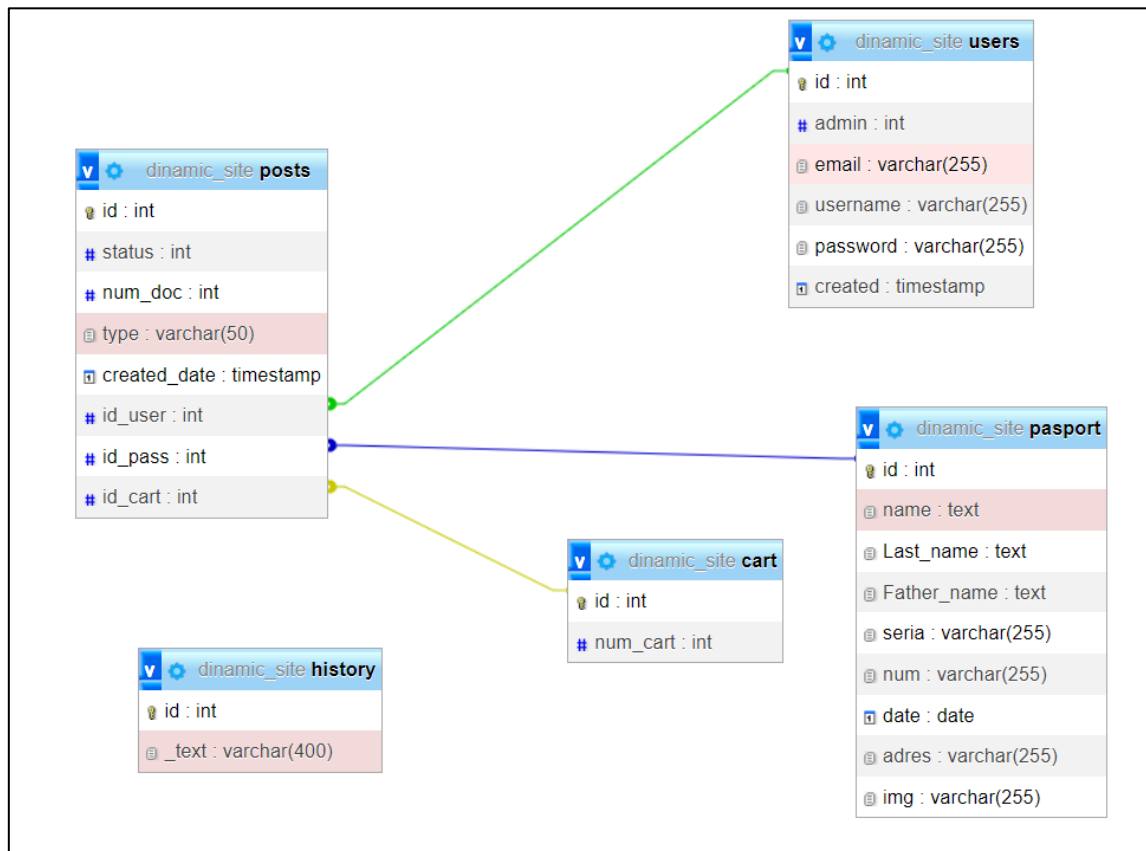 dinamic_site posts
id : int
status : int
num_doc : int
type : varchar(50)
created_date : timestamp
id_user : int
id_pass : int
id_cart : int
dinamic_site users
id : int
admin : int
email : varchar(255)
username : varchar(255)
password : varchar(255)
created : timestamp
dinamic_site pasport
id : int
name : text
Last_name : text
Father_name : text
seria : varchar(255)
num : varchar(255)
date : date
adres : varchar(255)
img : varchar(255)
dinamic_site cart
id : int
num_cart : int
dinamic_site history
id : int
_text : varchar(400)